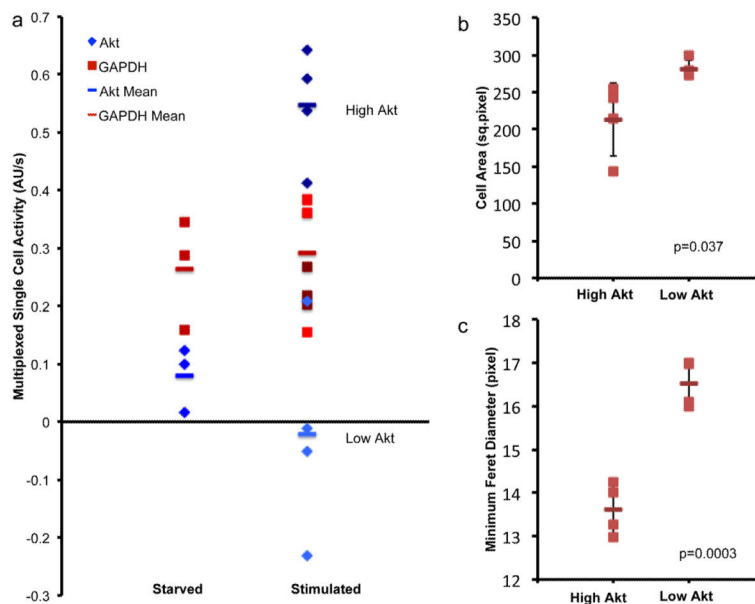 a
Multiplexed Single Cell Activity (AU/s)
0.7
0.6
0.5
0.4
0.3
0.2
0.1
0
-0.1
-0.2
-0.3
Akt
GAPDH
Akt Mean
GAPDH Mean
High Akt
Low Akt
Starved Stimulated
b
Cell Area (sq.pixel)
350
300
250
200
150
100
50
0
p=0.037
High Akt Low Akt
c
Minimum Feret Diameter (pixel)
18
17
16
15
14
13
12
p=0.0003
High Akt Low Akt